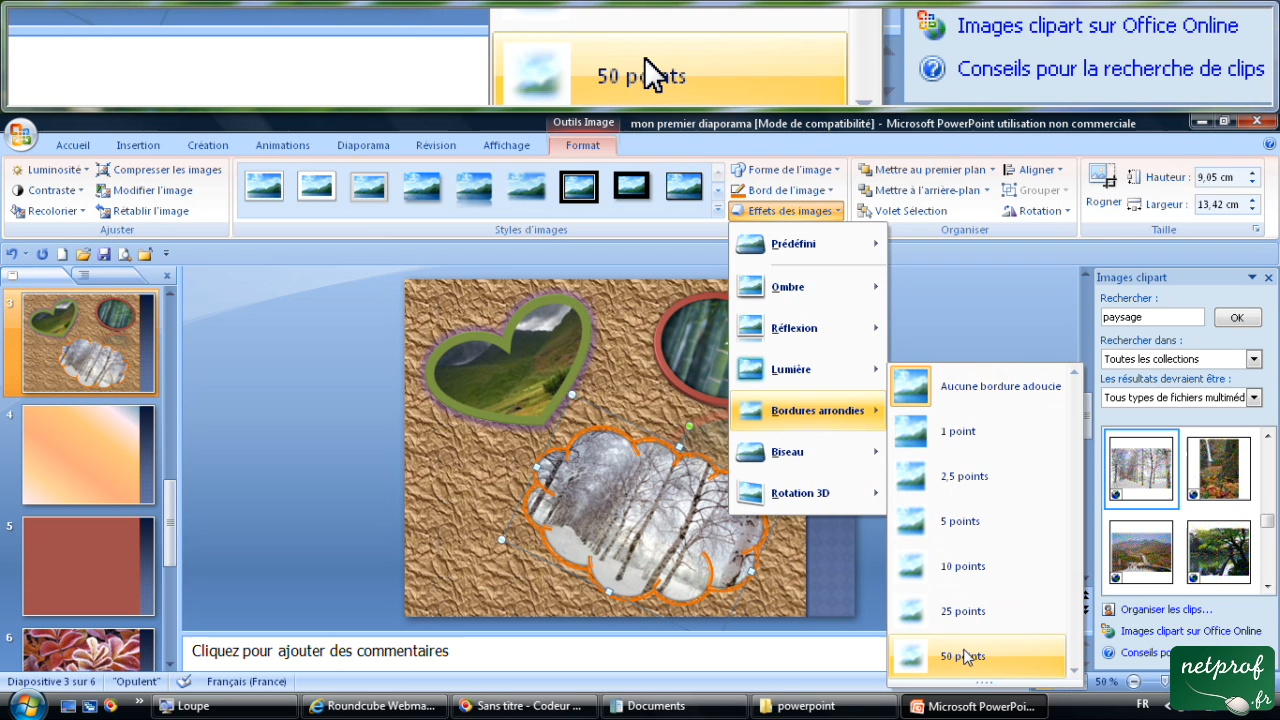 50 points
Images clipart sur Office Online
Conseils pour la recherche de clips
Outils Image
mon premier diaporama [Mode de compatibilité] - Microsoft PowerPoint utilisation non commerciale
Accueil
Insertion
Création
Animations
Diaporama
Révision
Affichage
Format
Luminosité
Compresser les images
Contraste
Modifier l'image
Recolorier
Rétablir l'image
Ajuster
Styles d'images
Forme de l'image
Bord de l'image
Effets des images
Mettre au premier plan
Mettre à l'arrière-plan
Volet Sélection
Aligner
Grouper
Rotation
Organiser
Rogner
Hauteur :
9,05 cm
Largeur :
13,42 cm
Taille
Prédéfini
Ombre
Réflexion
Lumière
Bordures arrondies
Biseau
Rotation 3D
Aucune bordure adoucie
1 point
2,5 points
5 points
10 points
25 points
50 points
3
4
5
6
Images clipart
Rechercher :
paysage
OK
Rechercher dans :
Toutes les collections
Les résultats devraient être :
Tous types de fichiers multiméd
Organiser les clips...
Images clipart sur Office Online
Conseils po
Cliquez pour ajouter des commentaires
Diapositive 3 sur 6
"Opulent"
Français (France)
50 %
netprof
.fr
Loupe
Roundcube Webma...
Sans titre - Codeur ...
Documents
powerpoint
Microsoft PowerPoi...
FR